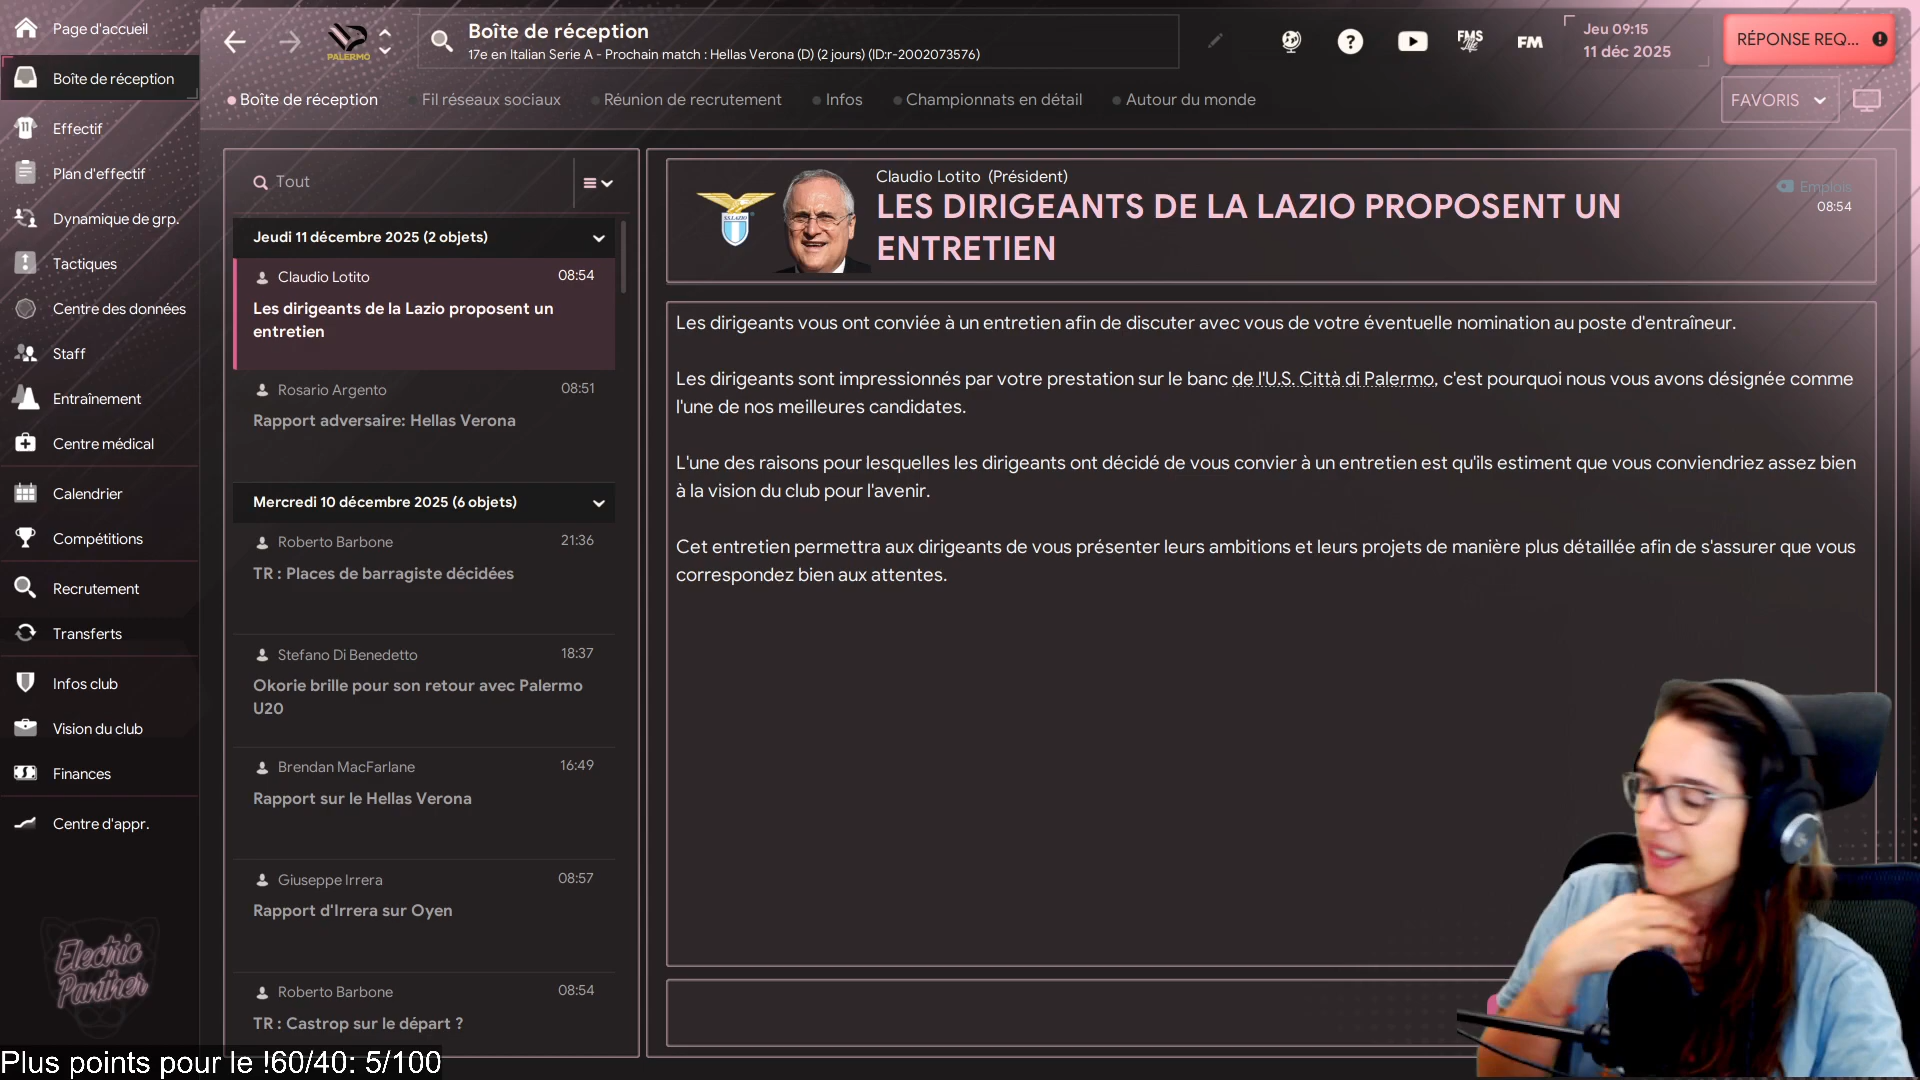 Page d'accueil
Boîte de réception
Effectif
Plan d'effectif
Dynamique de grp.
Tactiques
Centre des données
Staff
Entraînement
Centre médical
Calendrier
Compétitions
Recrutement
Transferts
Infos club
Vision du club
Finances
Centre d'appr.
Electric
Panther
PALERMO
Boîte de réception
17e en Italian Serie A - Prochain match : Hellas Verona (D) (2 jours) (ID:r-2002073576)
FMS
FM
Jeu 09:15
11 déc 2025
RÉPONSE REQ...
Boîte de réception
Fil réseaux sociaux
Réunion de recrutement
Infos
Championnats en détail
Autour du monde
FAVORIS
Tout
Jeudi 11 décembre 2025 (2 objets)
Claudio Lotito 08:54
Les dirigeants de la Lazio proposent un
entretien
Rosario Argento 08:51
Rapport adversaire: Hellas Verona
Mercredi 10 décembre 2025 (6 objets)
Roberto Barbone 21:36
TR : Places de barragiste décidées
Stefano Di Benedetto 18:37
Okorie brille pour son retour avec Palermo
U20
Brendan MacFarlane 16:49
Rapport sur le Hellas Verona
Giuseppe Irrera 08:57
Rapport d'Irrera sur Oyen
Roberto Barbone 08:54
TR : Castrop sur le départ ?
Claudio Lotito (Président)
LES DIRIGEANTS DE LA LAZIO PROPOSENT UN
ENTRETIEN
Emplois
08:54
Les dirigeants vous ont conviée à un entretien afin de discuter avec vous de votre éventuelle nomination au poste d'entraîneur.
Les dirigeants sont impressionnés par votre prestation sur le banc de l'U.S. Città di Palermo, c'est pourquoi nous vous avons désignée comme
l'une de nos meilleures candidates.
L'une des raisons pour lesquelles les dirigeants ont décidé de vous convier à un entretien est qu'ils estiment que vous conviendriez assez bien
à la vision du club pour l'avenir.
Cet entretien permettra aux dirigeants de vous présenter leurs ambitions et leurs projets de manière plus détaillée afin de s'assurer que vous
correspondez bien aux attentes.
Plus points pour le !60/40: 5/100